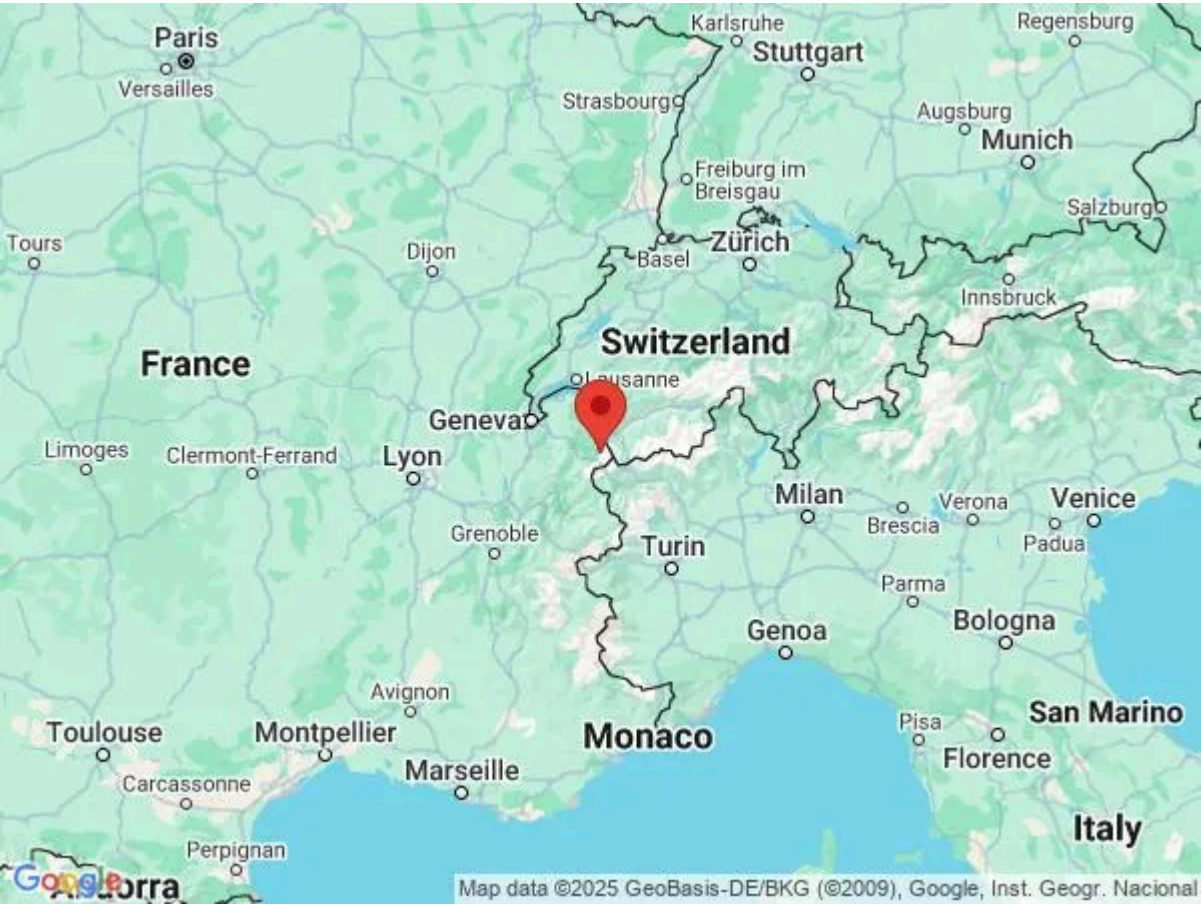 Karlsruhe
Regensburg
Paris
Stuttgart
Versailles
Strasbourg
Augsburg
Munich
Freiburg im
Breisgau
Salzburg
Tours
Dijon
Basel
Zürich
Innsbruck
France
Switzerland
Lausanne
Geneva
Limoges
Clermont-Ferrand
Lyon
Milan
Verona
Venice
Brescia
Padua
Grenoble
Turin
Parma
Genoa
Bologna
Avignon
Toulouse
Montpellier
Monaco
Pisa
San Marino
Florence
Marseille
Carcassonne
Italy
Perpignan
Google
Andorra
Map data ©2025 GeoBasis-DE/BKG (©2009), Google, Inst. Geogr. Nacional